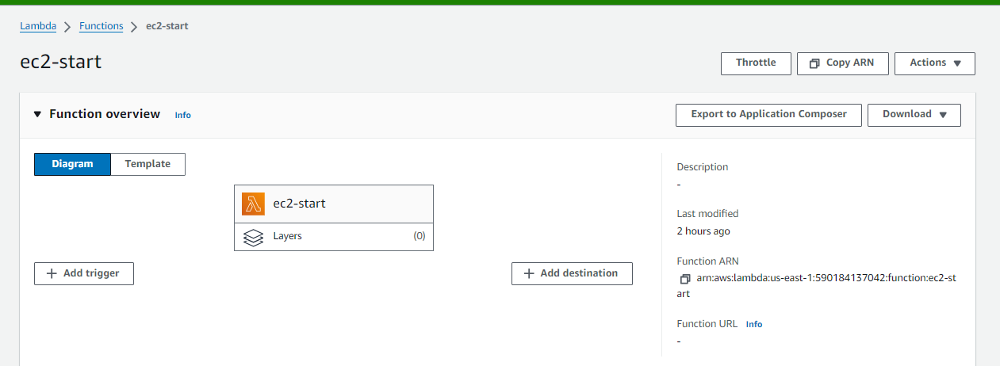 Lambda > Functions > ec2-start
ec2-start
Throttle Copy ARN Actions
Function overview Info
Export to Application Composer Download
Diagram Template
ec2-start
Layers (0)
Add trigger
Add destination
Description
-
Last modified
2 hours ago
Function ARN
arn:aws:lambda:us-east-1:590184137042:function:ec2-st
art
Function URL Info
-